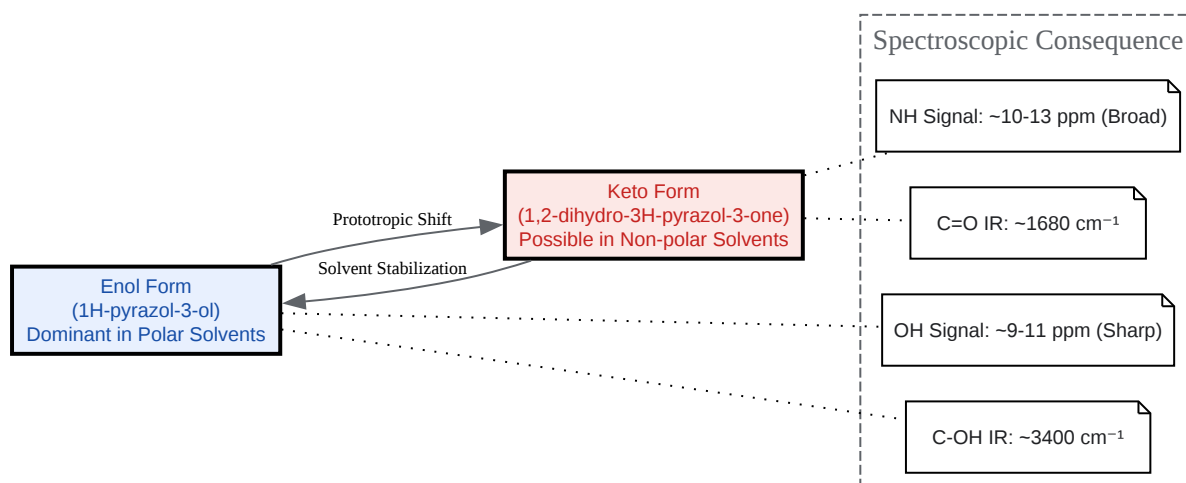 Spectroscopic Consequence
NH Signal: ~10-13 ppm (Broad)
Keto Form
(1,2-dihydro-3H-pyrazol-3-one)
Possible in Non-polar Solvents
C=O IR: ~1680 cm⁻¹
Prototropic Shift
Solvent Stabilization
Enol Form
(1H-pyrazol-3-ol)
Dominant in Polar Solvents
OH Signal: ~9-11 ppm (Sharp)
C-OH IR: ~3400 cm⁻¹